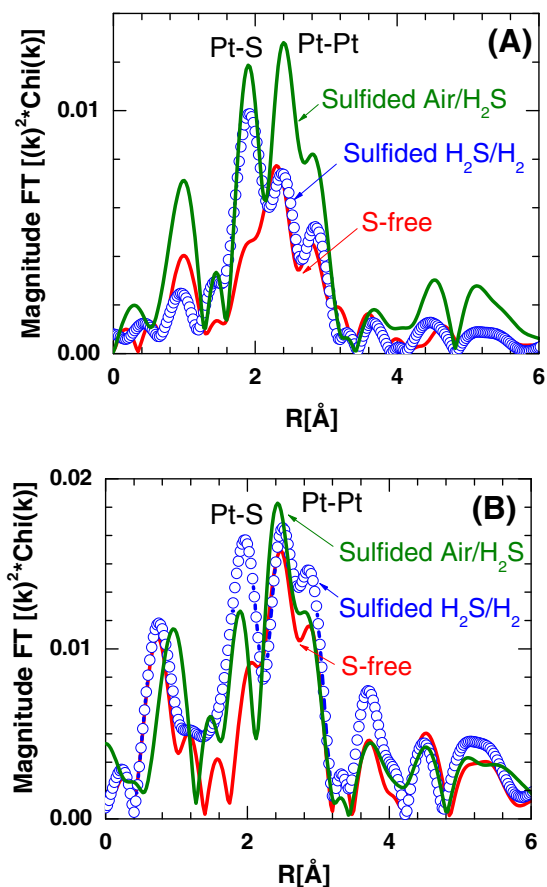 (A)
Pt-S Pt-Pt
Sulfided Air/H₂S
Sulfided H₂S/H₂
S-free
0.01
0.00
Magnitude FT [(k)²*Chi(k)]
0 2 4 6
R[Å]
(B)
Pt-S Pt-Pt
Sulfided Air/H₂S
Sulfided H₂S/H₂
S-free
0.02
0.01
0.00
Magnitude FT [(k)²*Chi(k)]
0 2 4 6
R[Å]